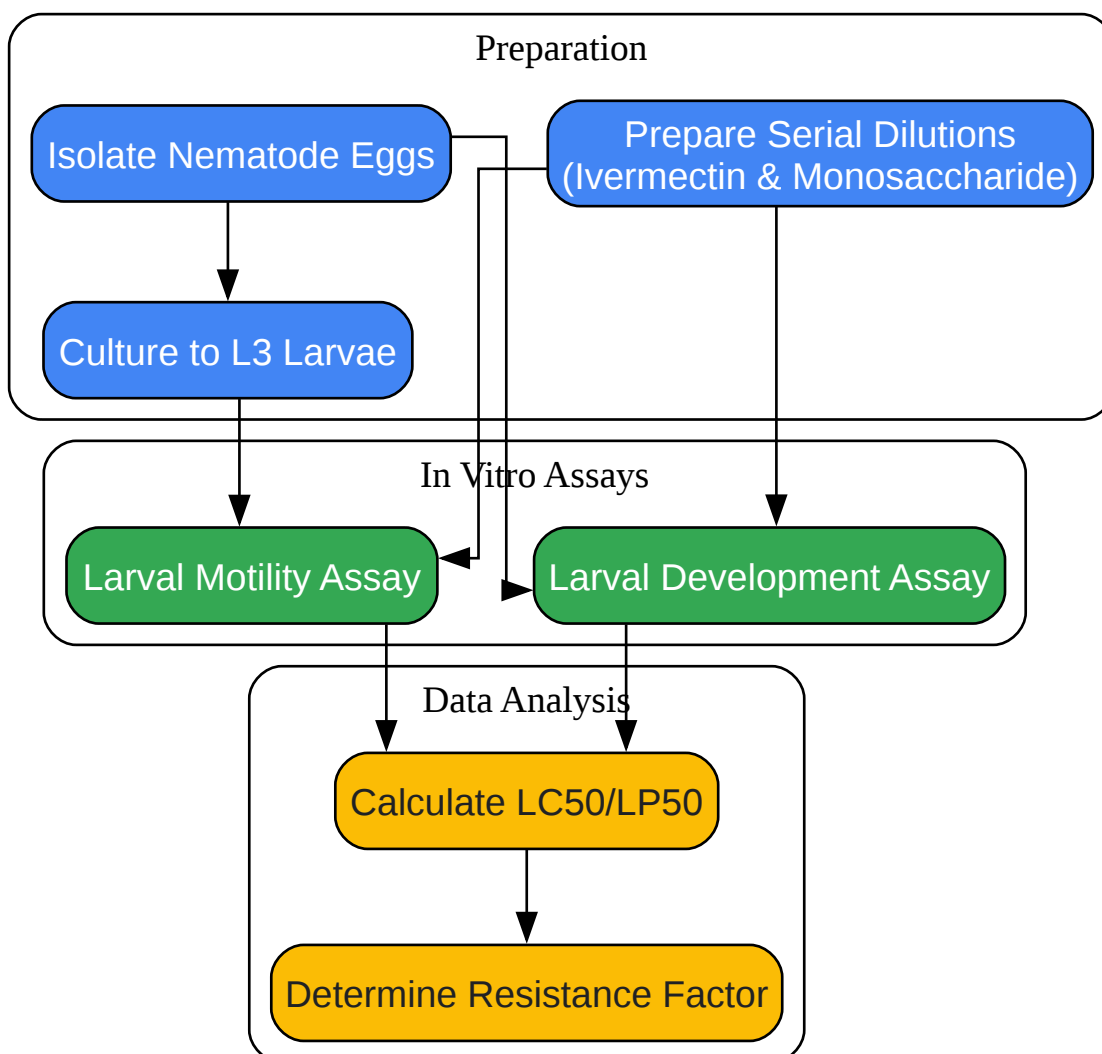 Preparation
Isolate Nematode Eggs
Prepare Serial Dilutions
(Ivermectin & Monosaccharide)
Culture to L3 Larvae
In Vitro Assays
Larval Motility Assay
Larval Development Assay
Data Analysis
Calculate LC50/LP50
Determine Resistance Factor